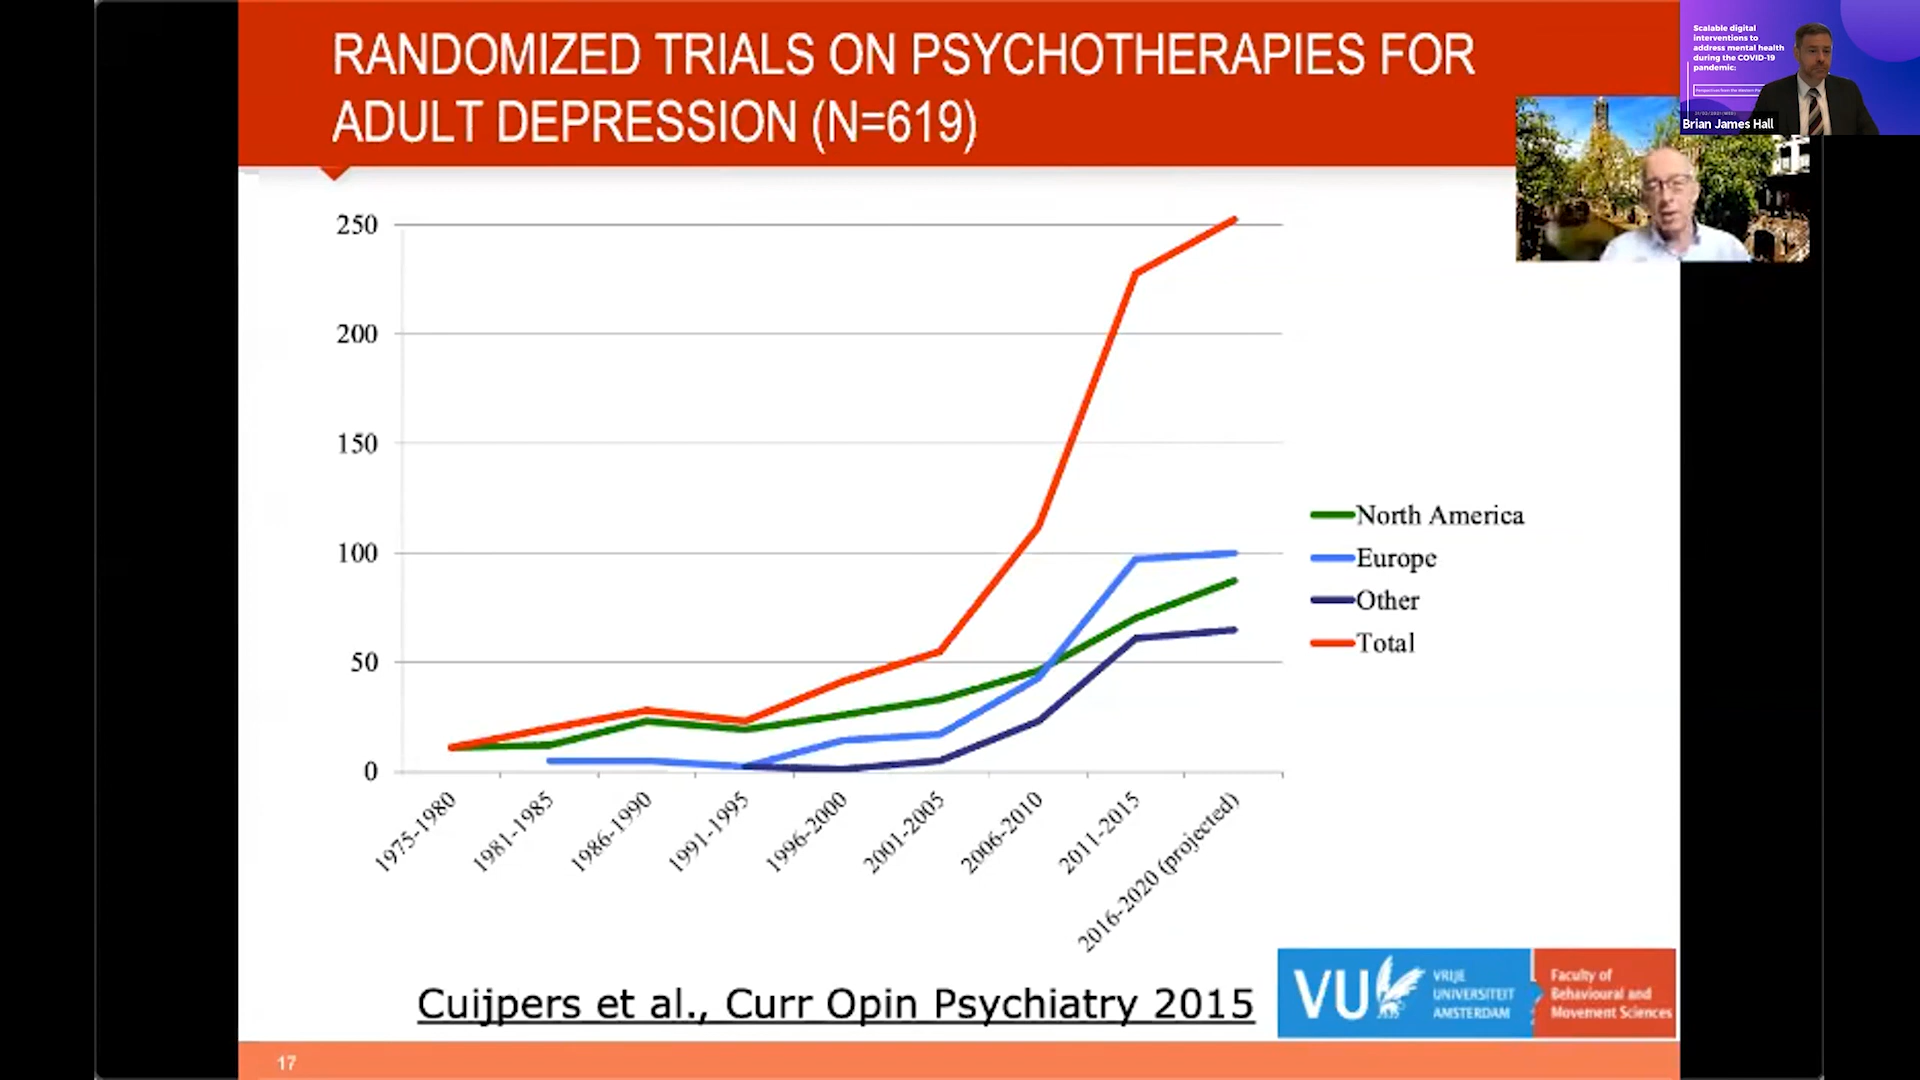 RANDOMIZED TRIALS ON PSYCHOTHERAPIES FOR
ADULT DEPRESSION (N=619)
Scalable digital
interventions to
address mental health
during the COVID-19
pandemic:
Brian James Hall
250
200
150
100
50
0
1975-1980
1981-1985
1986-1990
1991-1995
1996-2000
2001-2005
2006-2010
2011-2015
2016-2020 (projected)
North America
Europe
Other
Total
Cuijpers et al., Curr Opin Psychiatry 2015
VU
VRIJE
UNIVERSITEIT
AMSTERDAM
Faculty of
Behavioural and
Movement Sciences
17